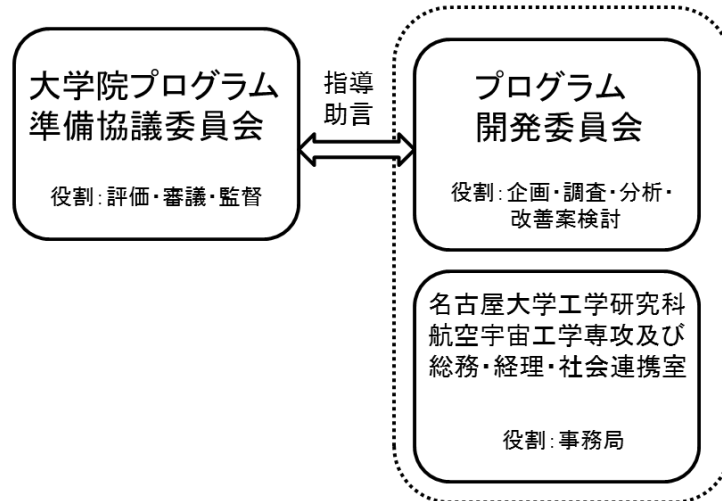 大学院プログラム
準備協議委員会
役割：評価・審議・監督
指導
助言
プログラム
開発委員会
役割：企画・調査・分析・
改善案検討
名古屋大学工学研究科
航空宇宙工学専攻及び
総務・経理・社会連携室
役割：事務局